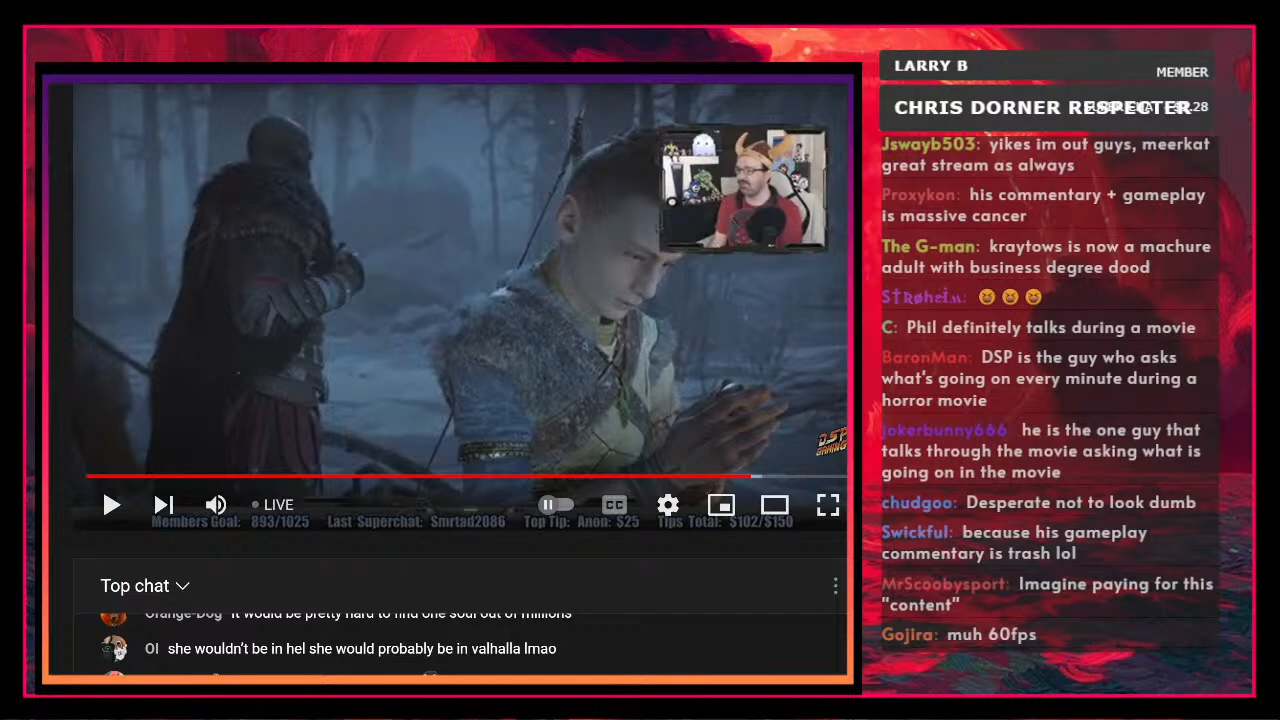 LARRY B
MEMBER
CHRIS DORNER RESPECTER
Jswayb503: yikes im out guys, meerkat
great stream as always
Proxykon: his commentary + gameplay
is massive cancer
The G-man: kraytows is now a machure
adult with business degree dood
😆 😆 😆
C: Phil definitely talks during a movie
BaronMan: DSP is the guy who asks
what's going on every minute during a
horror movie
jokerbunny666 he is the one guy that
talks through the movie asking what is
going on in the movie
chudgoo: Desperate not to look dumb
Swickful: because his gameplay
commentary is trash lol
MrScoobysport: Imagine paying for this
"content"
Gojira: muh 60fps
DSP
GAMING
LIVE
CC
Members Goal: 893/1025 Last Superchat: Smrtad2086 Top Tip: Anon: $25 Tips Total: $102/$150
Top chat
Orange-Dog It would be pretty hard to find one soul out of millions
OI she wouldn't be in hel she would probably be in valhalla lmao